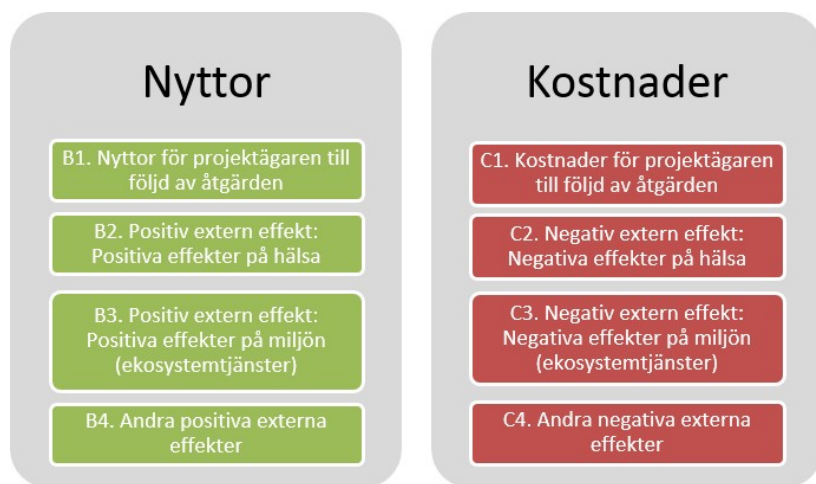 Nyttor
B1. Nyttor för projektägaren till
följd av åtgärden
B2. Positiv extern effekt:
Positiva effekter på hälsa
B3. Positiv extern effekt:
Positiva effekter på miljön
(ekosystemtjänster)
B4. Andra positiva externa
effekter
Kostnader
C1. Kostnader för projektägaren
till följd av åtgärden
C2. Negativ extern effekt:
Negativa effekter på hälsa
C3. Negativ extern effekt:
Negativa effekter på miljön
(ekosystemtjänster)
C4. Andra negativa externa
effekter